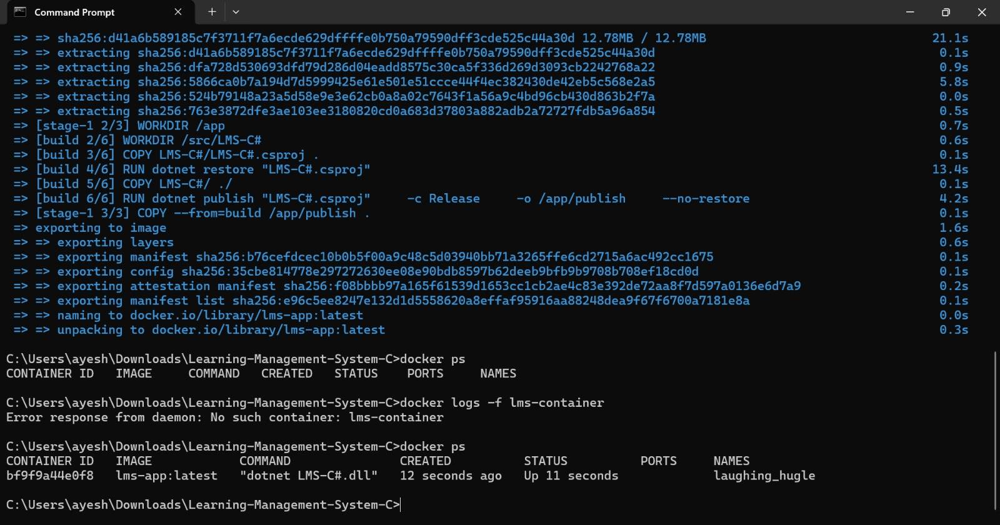 Command Prompt
=> => sha256:d41a6b589185c7f3711f7a6ecde629dffffe0b750a79590dff3cde525c44a30d 12.78MB / 12.78MB 21.1s
=> => extracting sha256:d41a6b589185c7f3711f7a6ecde629dffffe0b750a79590dff3cde525c44a30d 0.1s
=> => extracting sha256:dfa728d530693dfd79d286d04eadd8575c30ca5f336d269d3093cb2242768a22 0.9s
=> => extracting sha256:5866ca0b7a194d7d5999425e61e501e51ccce44f4ec382430de42eb5c568e2a5 5.8s
=> => extracting sha256:524b79148a23a5d58e9e3e62cb0a8a02c7643f1a56a9c4bd96cb430d863b2f7a 0.0s
=> => extracting sha256:763e3872dfe3ae103ee3180820cd0a683d37803a882adb2a72727fdb5a96a854 0.5s
=> [stage-1 2/3] WORKDIR /app 0.7s
=> [build 2/6] WORKDIR /src/LMS-C# 0.6s
=> [build 3/6] COPY LMS-C#/LMS-C#.csproj . 0.1s
=> [build 4/6] RUN dotnet restore "LMS-C#.csproj" 13.4s
=> [build 5/6] COPY LMS-C#/ ./ 0.1s
=> [build 6/6] RUN dotnet publish "LMS-C#.csproj"     -c Release     -o /app/publish     --no-restore 4.2s
=> [stage-1 3/3] COPY --from=build /app/publish . 0.1s
=> exporting to image 1.6s
=> => exporting layers 0.6s
=> => exporting manifest sha256:b76cefdcec10b0b5f00a9c48c5d03940bb71a3265ffe6cd2715a6ac492cc1675 0.1s
=> => exporting config sha256:35cbe814778e297272630ee08e90bdb8597b62deeb9bfb9b9708b708ef18cd0d 0.1s
=> => exporting attestation manifest sha256:f08bbbb97a165f61539d1653cc1cb2ae4c83e392de72aa8f7d597a0136e6d7a9 0.2s
=> => exporting manifest list sha256:e96c5ee8247e132d1d5558620a8effaf95916aa88248dea9f67f6700a7181e8a 0.1s
=> => naming to docker.io/library/lms-app:latest 0.0s
=> => unpacking to docker.io/library/lms-app:latest 0.3s
C:\Users\ayesh\Downloads\Learning-Management-System-C>docker ps
CONTAINER ID   IMAGE     COMMAND   CREATED   STATUS    PORTS     NAMES
C:\Users\ayesh\Downloads\Learning-Management-System-C>docker logs -f lms-container
Error response from daemon: No such container: lms-container
C:\Users\ayesh\Downloads\Learning-Management-System-C>docker ps
CONTAINER ID   IMAGE            COMMAND               CREATED          STATUS          PORTS     NAMES
bf9f9a44e0f8   lms-app:latest   "dotnet LMS-C#.dll"   12 seconds ago   Up 11 seconds             laughing_hugle
C:\Users\ayesh\Downloads\Learning-Management-System-C>